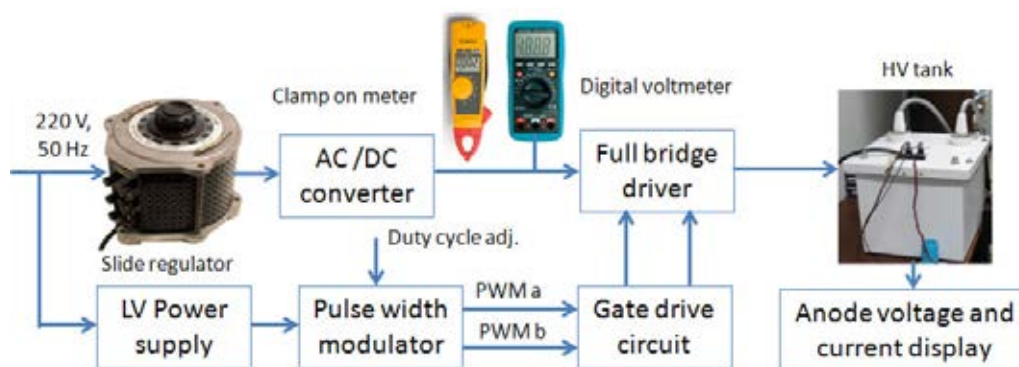 220 V,
50 Hz
Clamp on meter
Digital voltmeter
HV tank
AC /DC
converter
Full bridge
driver
Slide regulator
Duty cycle adj.
LV Power
supply
Pulse width
modulator
PWM a
PWM b
Gate drive
circuit
Anode voltage and
current display